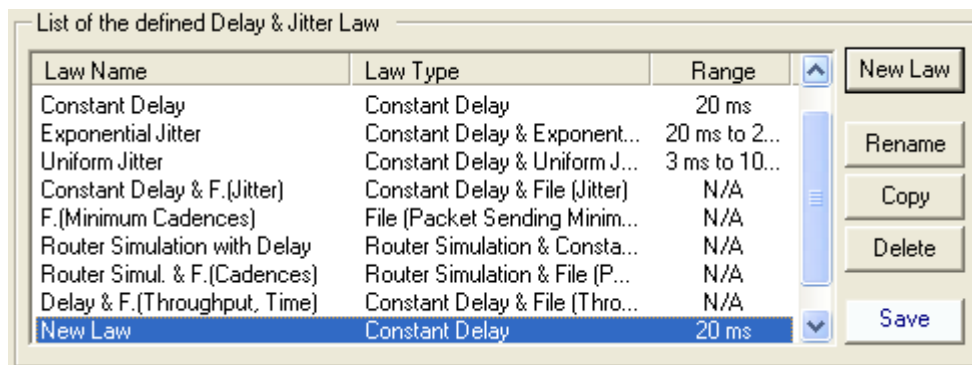 List of the defined Delay & Jitter Law
Law Name Law Type Range
Constant Delay Constant Delay 20 ms
Exponential Jitter Constant Delay & Exponent... 20 ms to 2...
Uniform Jitter Constant Delay & Uniform J... 3 ms to 10...
Constant Delay & F.(Jitter) Constant Delay & File (Jitter) N/A
F.(Minimum Cadences) File (Packet Sending Minim... N/A
Router Simulation with Delay Router Simulation & Consta... N/A
Router Simul. & F.(Cadences) Router Simulation & File (P... N/A
Delay & F.(Throughput, Time) Constant Delay & File (Thro... N/A
New Law Constant Delay 20 ms
New Law
Rename
Copy
Delete
Save